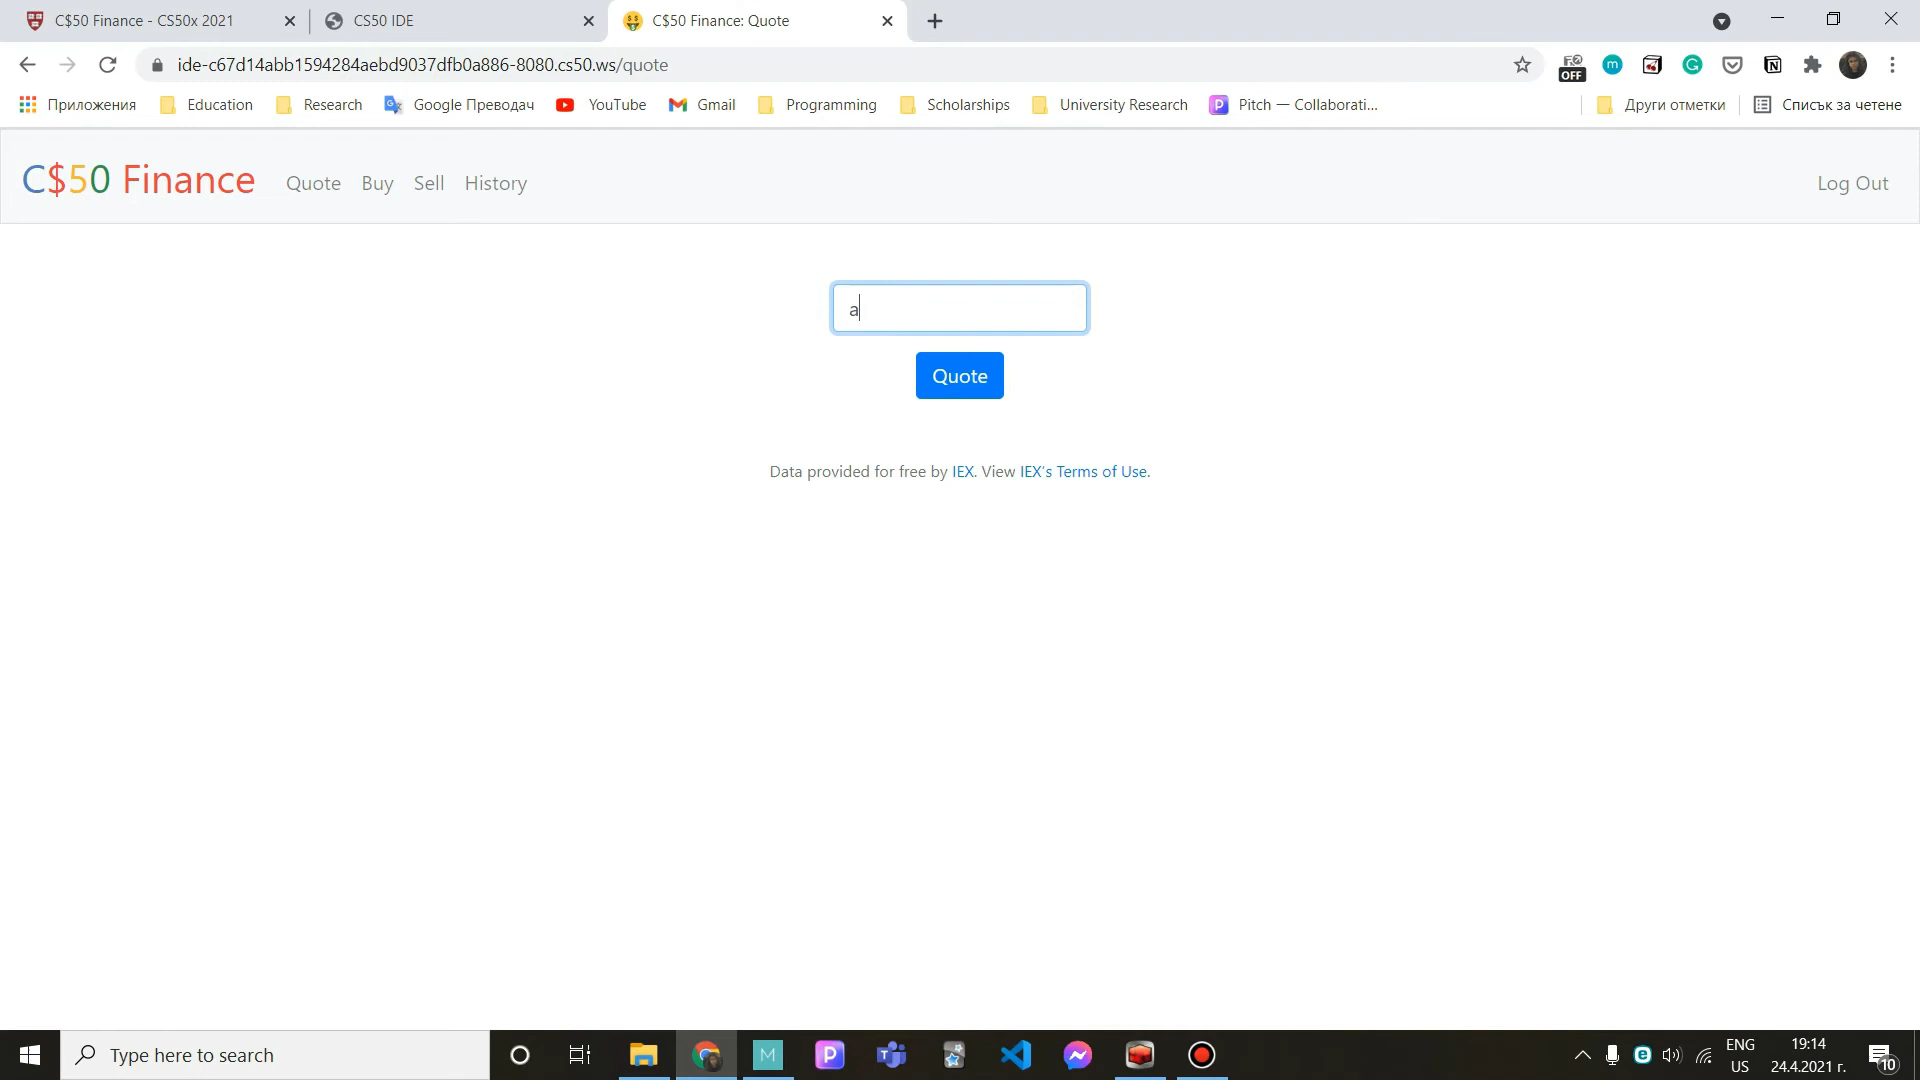 C$50 Finance - CS50x 2021
CS50 IDE
C$50 Finance: Quote
ide-c67d14abb1594284aebd9037dfb0a886-8080.cs50.ws/quote
OFF
Приложения
Education
Research
Google Преводач
YouTube
Gmail
Programming
Scholarships
University Research
Pitch — Collaborati...
Други отметки
Списък за четене
C$50 Finance
Quote
Buy
Sell
History
Log Out
a
Quote
Data provided for free by IEX. View IEX's Terms of Use.
Type here to search
ENG
US
19:14
24.4.2021 г.
10